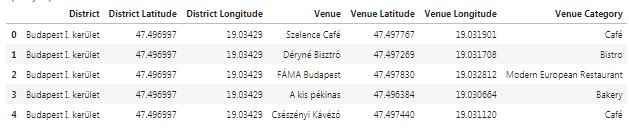 District District Latitude District Longitude Venue Venue Latitude Venue Longitude Venue Category
0 Budapest I. kerület 47.496997 19.03429 Szelence Café 47.497767 19.031901 Café
1 Budapest I. kerület 47.496997 19.03429 Déryné Bisztró 47.497269 19.031708 Bistro
2 Budapest I. kerület 47.496997 19.03429 FÁMA Budapest 47.497830 19.032812 Modern European Restaurant
3 Budapest I. kerület 47.496997 19.03429 A kis pékinas 47.496384 19.030664 Bakery
4 Budapest I. kerület 47.496997 19.03429 Csészényi Kávézó 47.497440 19.031120 Café